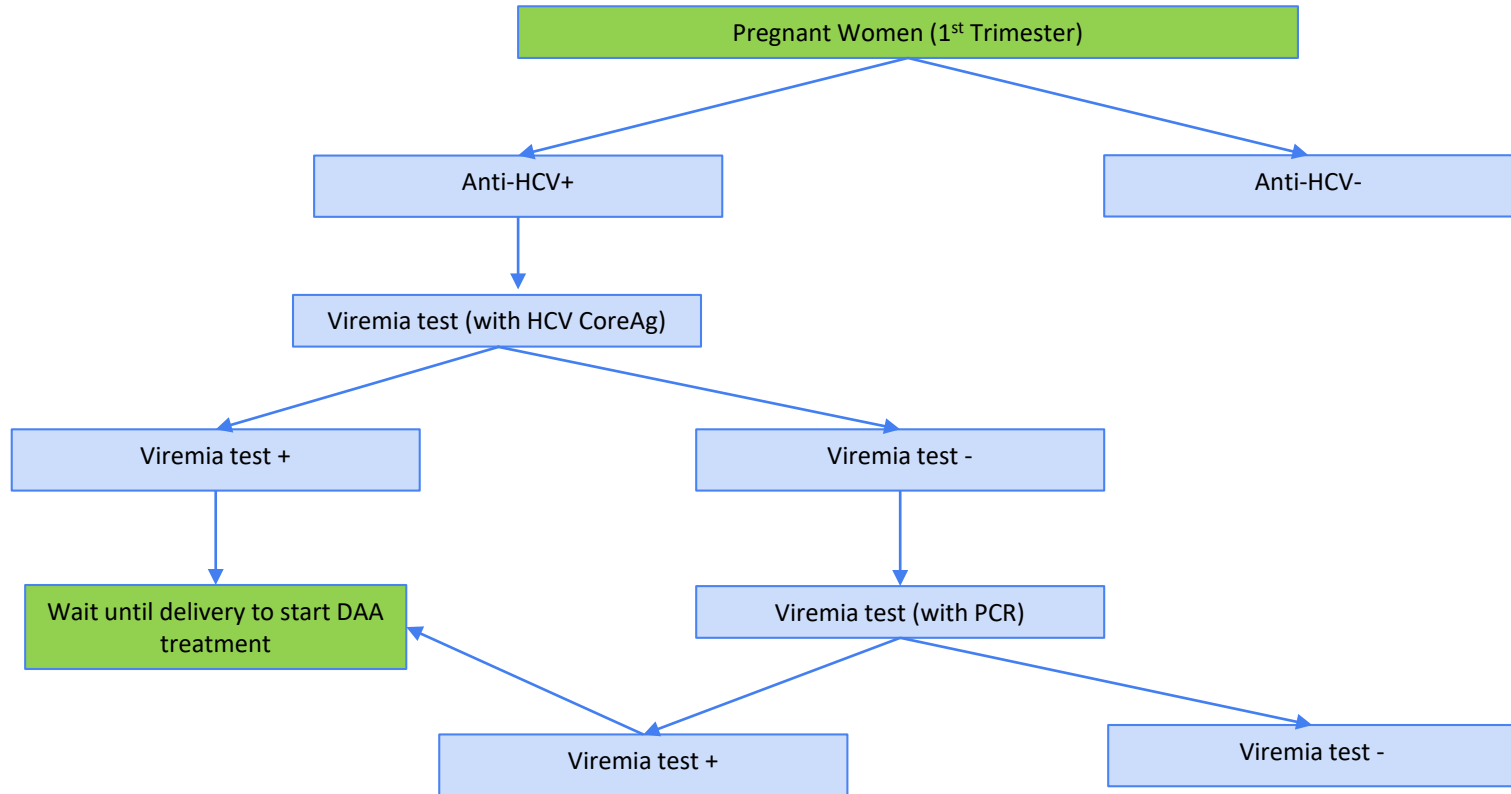 Pregnant Women (1st Trimester)
Anti-HCV+
Anti-HCV-
Viremia test (with HCV CoreAg)
Viremia test +
Viremia test -
Wait until delivery to start DAA
treatment
Viremia test (with PCR)
Viremia test +
Viremia test -